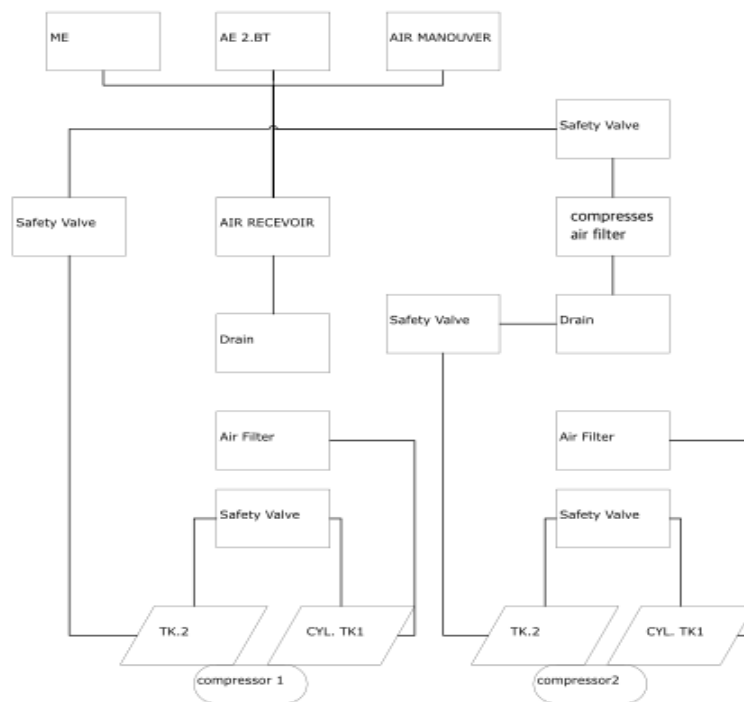 ME
AE 2.BT
AIR MANOUVER
Safety Valve
Safety Valve
AIR RECEVOIR
compresses
air filter
Safety Valve
Drain
Drain
Air Filter
Air Filter
Safety Valve
Safety Valve
TK.2
CYL. TK1
TK.2
CYL. TK1
compressor 1
compressor2